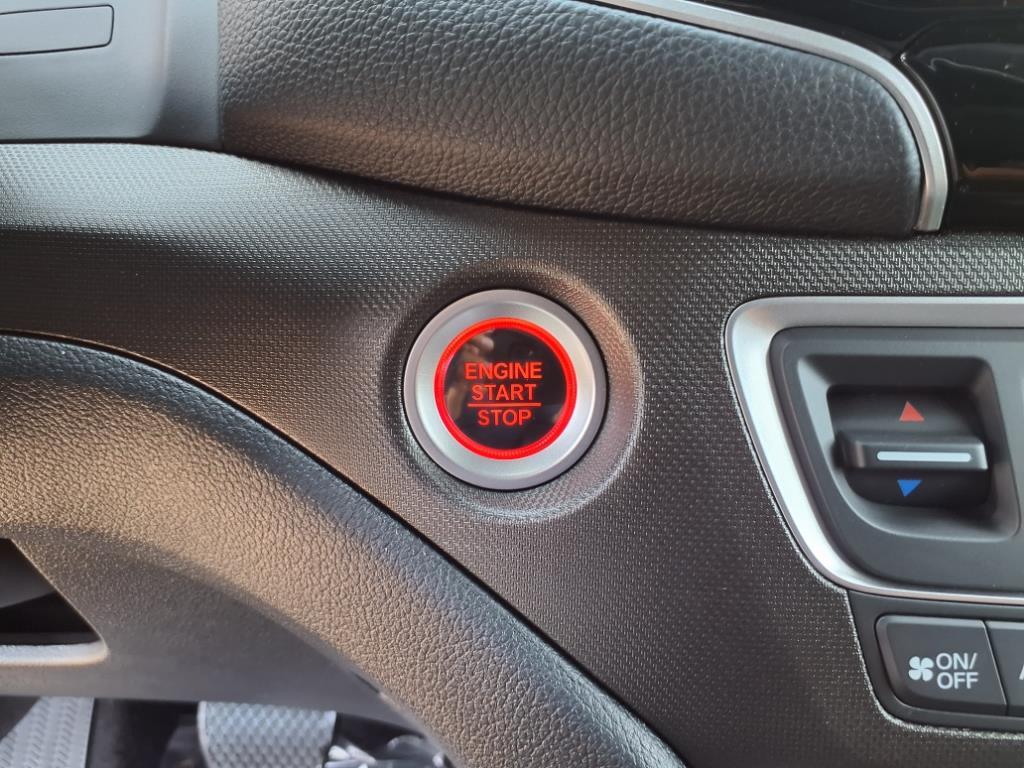 ENGINE
START
STOP
ON/
OFF